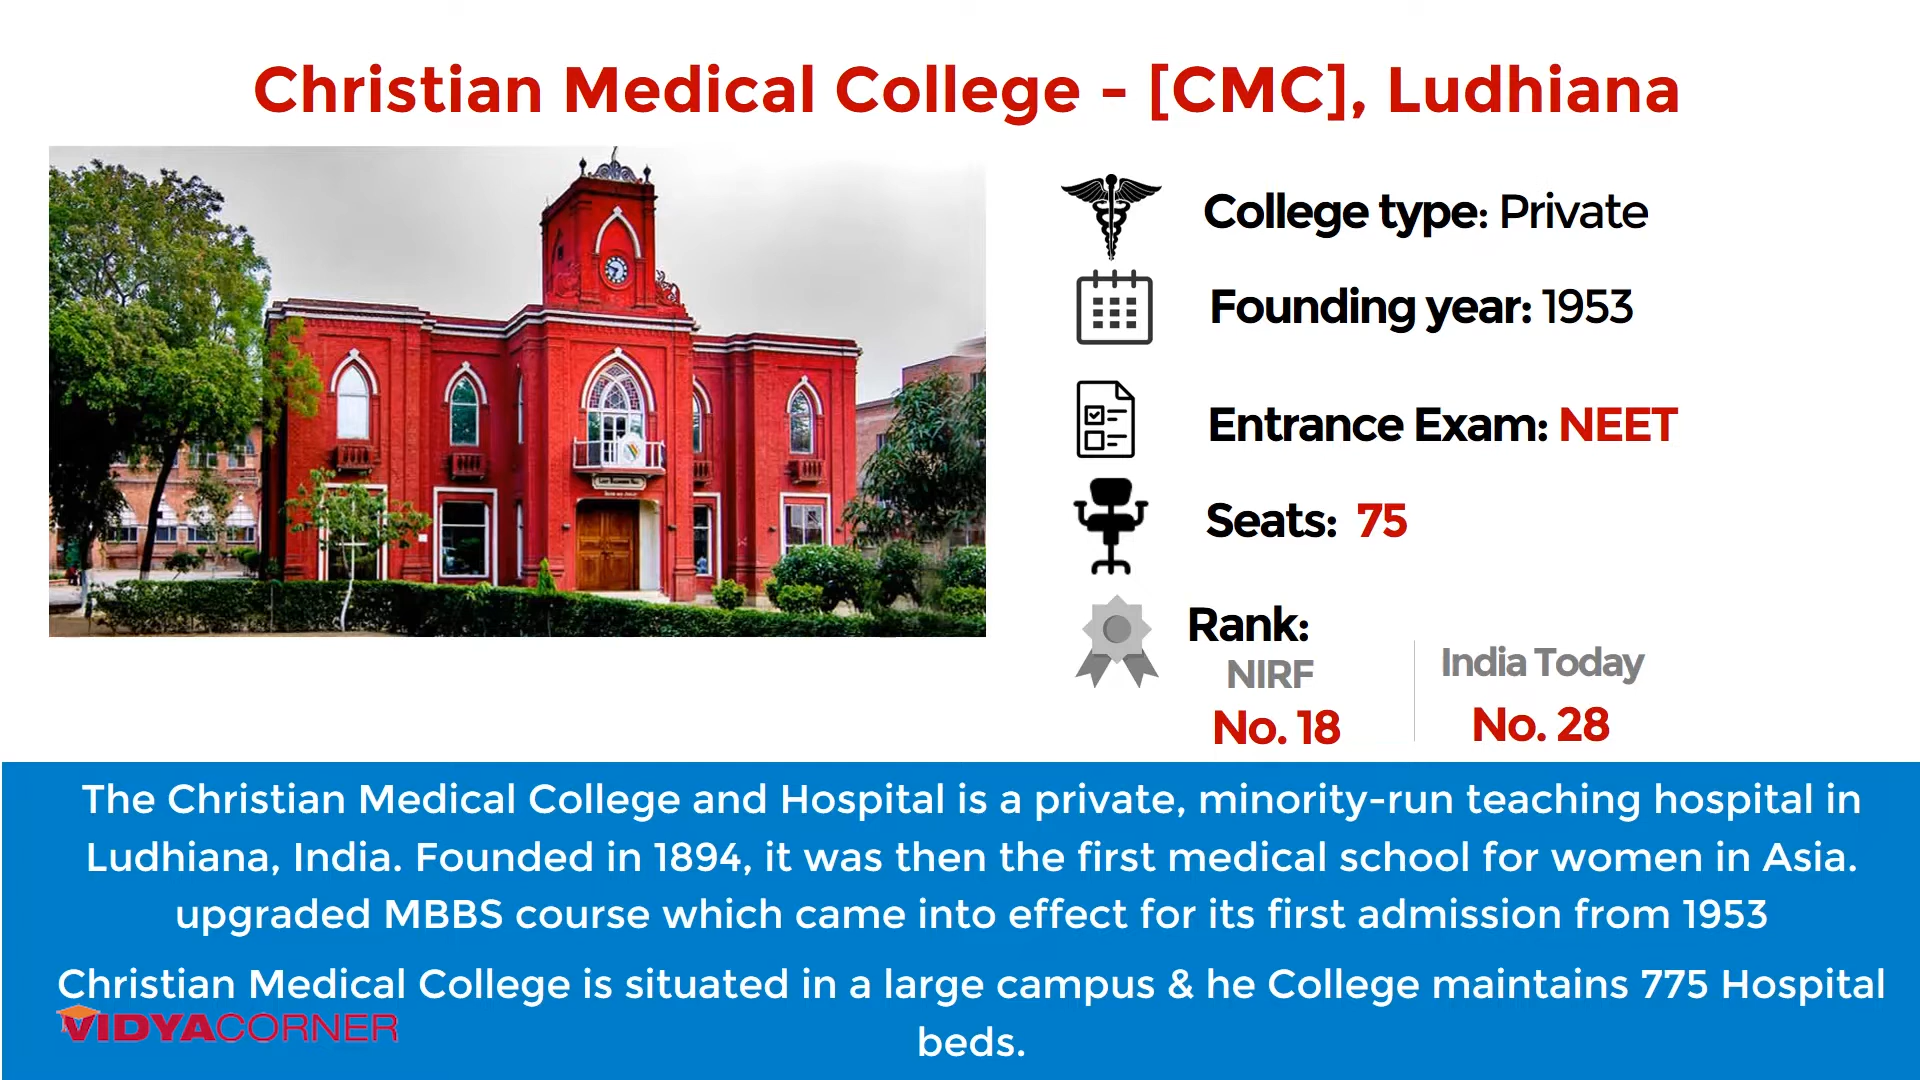 Christian Medical College - [CMC], Ludhiana
College type: Private
Founding year: 1953
Entrance Exam: NEET
Seats: 75
Rank:
NIRF
No. 18
India Today
No. 28
The Christian Medical College and Hospital is a private, minority-run teaching hospital in
Ludhiana, India. Founded in 1894, it was then the first medical school for women in Asia.
upgraded MBBS course which came into effect for its first admission from 1953
Christian Medical College is situated in a large campus & he College maintains 775 Hospital
beds.
VIDYACORNER